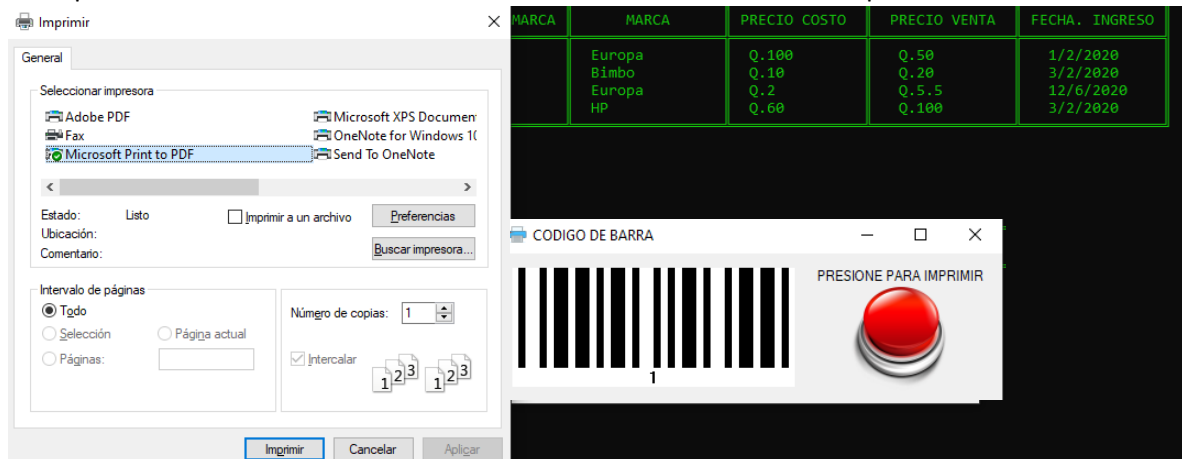 Imprimir
General
Seleccionar impresora
Adobe PDF
Microsoft XPS Documen
Fax
OneNote for Windows 1(
Microsoft Print to PDF
Send To OneNote
Estado: Listo
Imprimir a un archivo
Preferencias
Ubicación:
Comentario:
Buscar impresora...
Intervalo de páginas
Todo
Selección
Página actual
Páginas:
Número de copias: 1
Intercalar
1 2 3 1 2 3
Imprimir
Cancelar
Aplicar
MARCA MARCA PRECIO COSTO PRECIO VENTA FECHA. INGRESO
Europa Q.100 Q.50 1/2/2020
Bimbo Q.10 Q.20 3/2/2020
Europa Q.2 Q.5.5 12/6/2020
HP Q.60 Q.100 3/2/2020
CODIGO DE BARRA
PRESIONE PARA IMPRIMIR
1